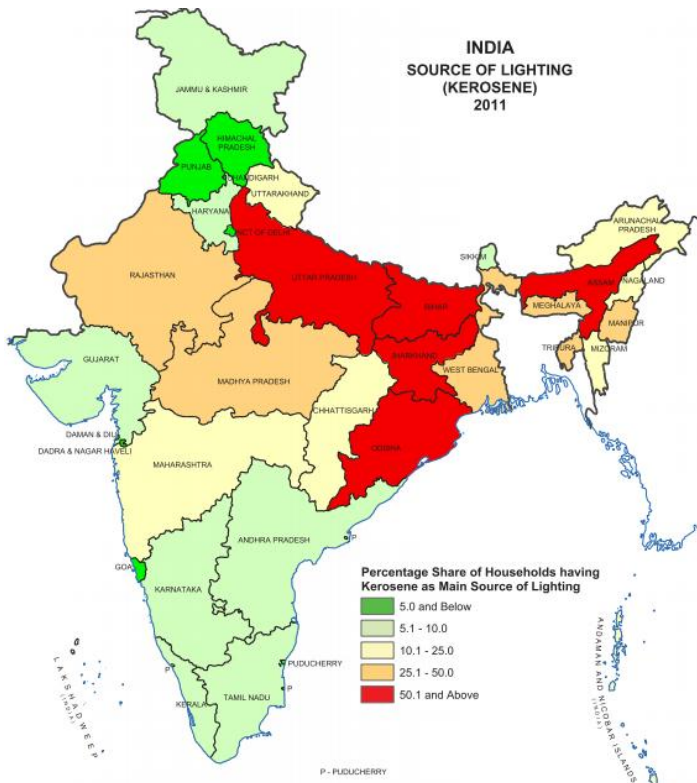 INDIA
SOURCE OF LIGHTING
(KEROSENE)
2011
JAMMU & KASHMIR
HIMACHAL
PRADESH
PUNJAB
CHANDIGARH
UTTARAKHAND
HARYANA
NCT OF DELHI
ARUNACHAL
PRADESH
SIKKIM
RAJASTHAN
UTTAR PRADESH
BIHAR
ASSAM
NAGALAND
MEGHALAYA
MANIPUR
GUJARAT
MADHYA PRADESH
JHARKHAND
WEST BENGAL
TRIPURA
MIZORAM
CHHATTISGARH
DAMAN & DIU
DADRA & NAGAR HAVELI
ODISHA
MAHARASHTRA
ANDHRA PRADESH
P
GOA
KARNATAKA
Percentage Share of Households having
Kerosene as Main Source of Lighting
5.0 and Below
5.1 - 10.0
10.1 - 25.0
25.1 - 50.0
50.1 and Above
P
PUDUCHERRY
P
KERALA
TAMIL NADU
LAKSHADWEEP
(INDIA)
ANDAMAN AND NICOBAR ISLANDS
(INDIA)
P - PUDUCHERRY